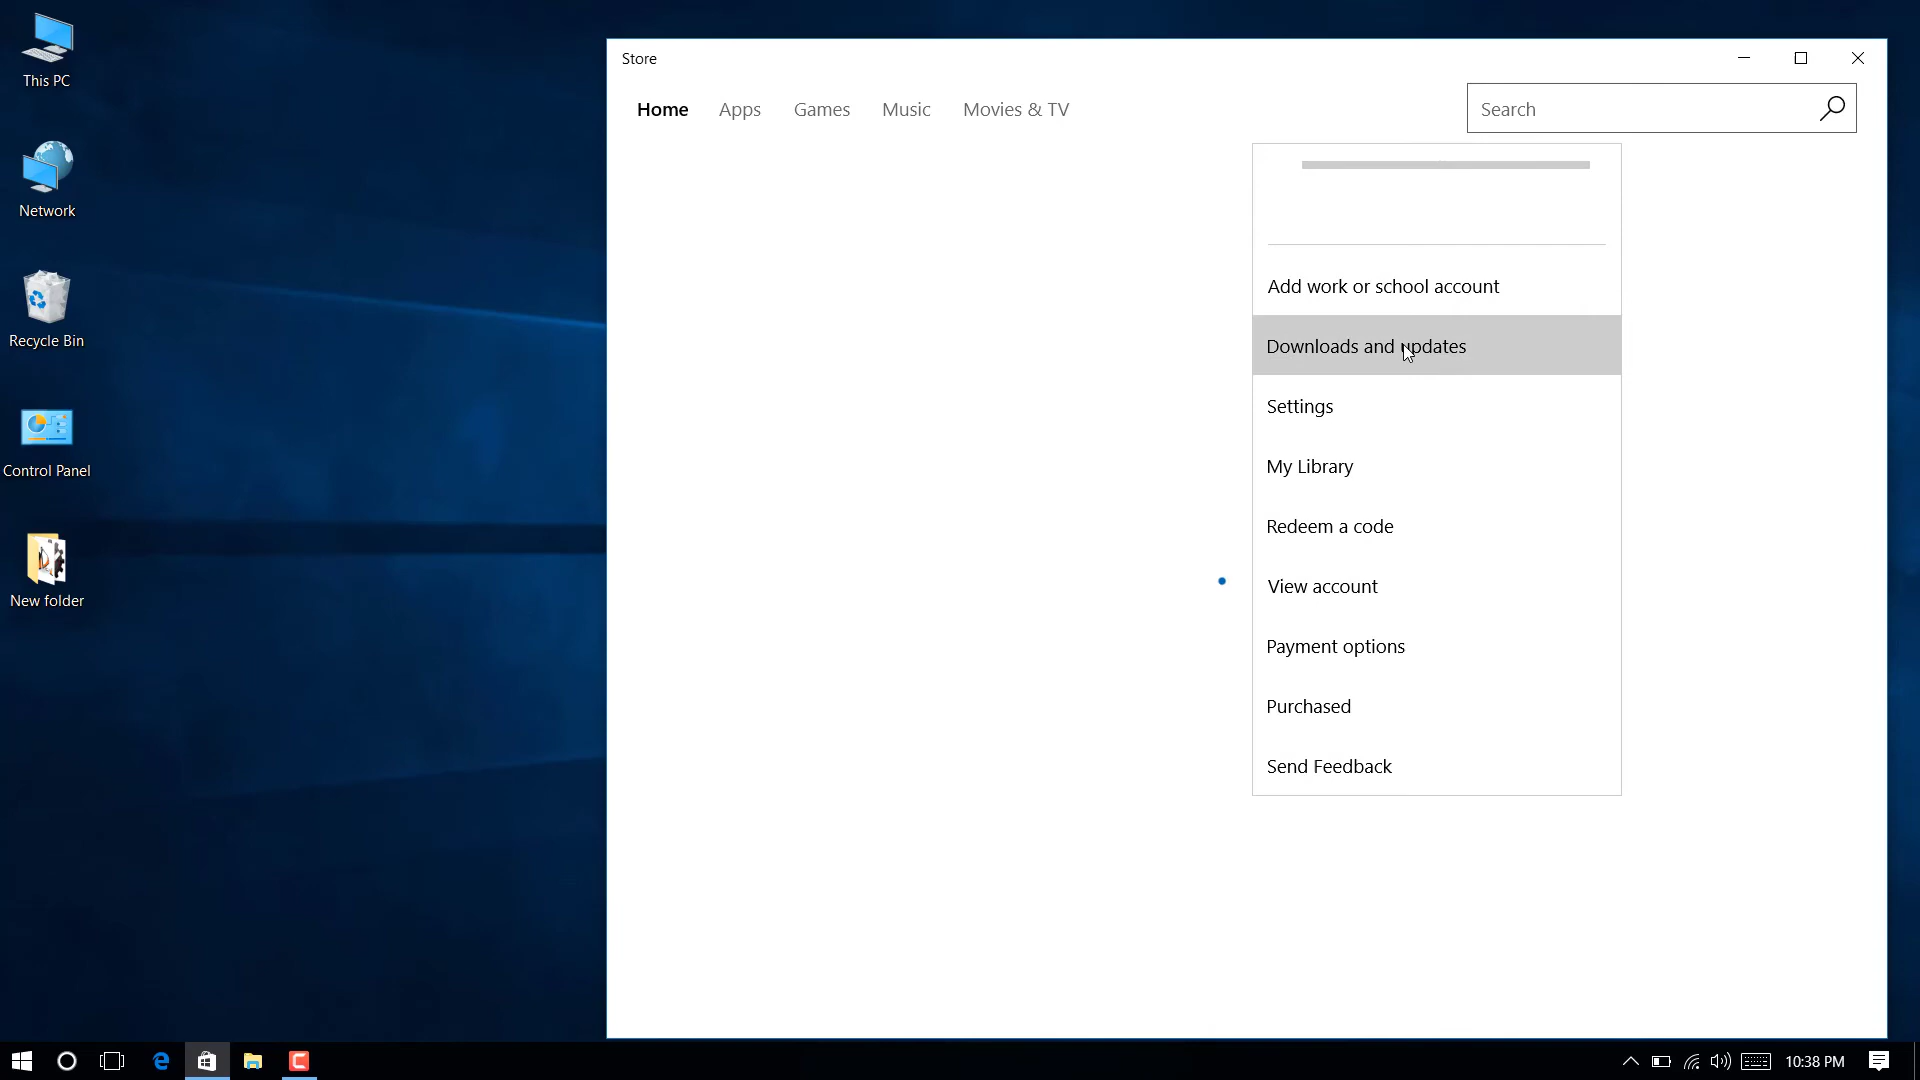 This PC
Network
Recycle Bin
Control Panel
New folder
Store
Home Apps Games Music Movies & TV
Search
Add work or school account
Downloads and updates
Settings
My Library
Redeem a code
View account
Payment options
Purchased
Send Feedback
10:38 PM